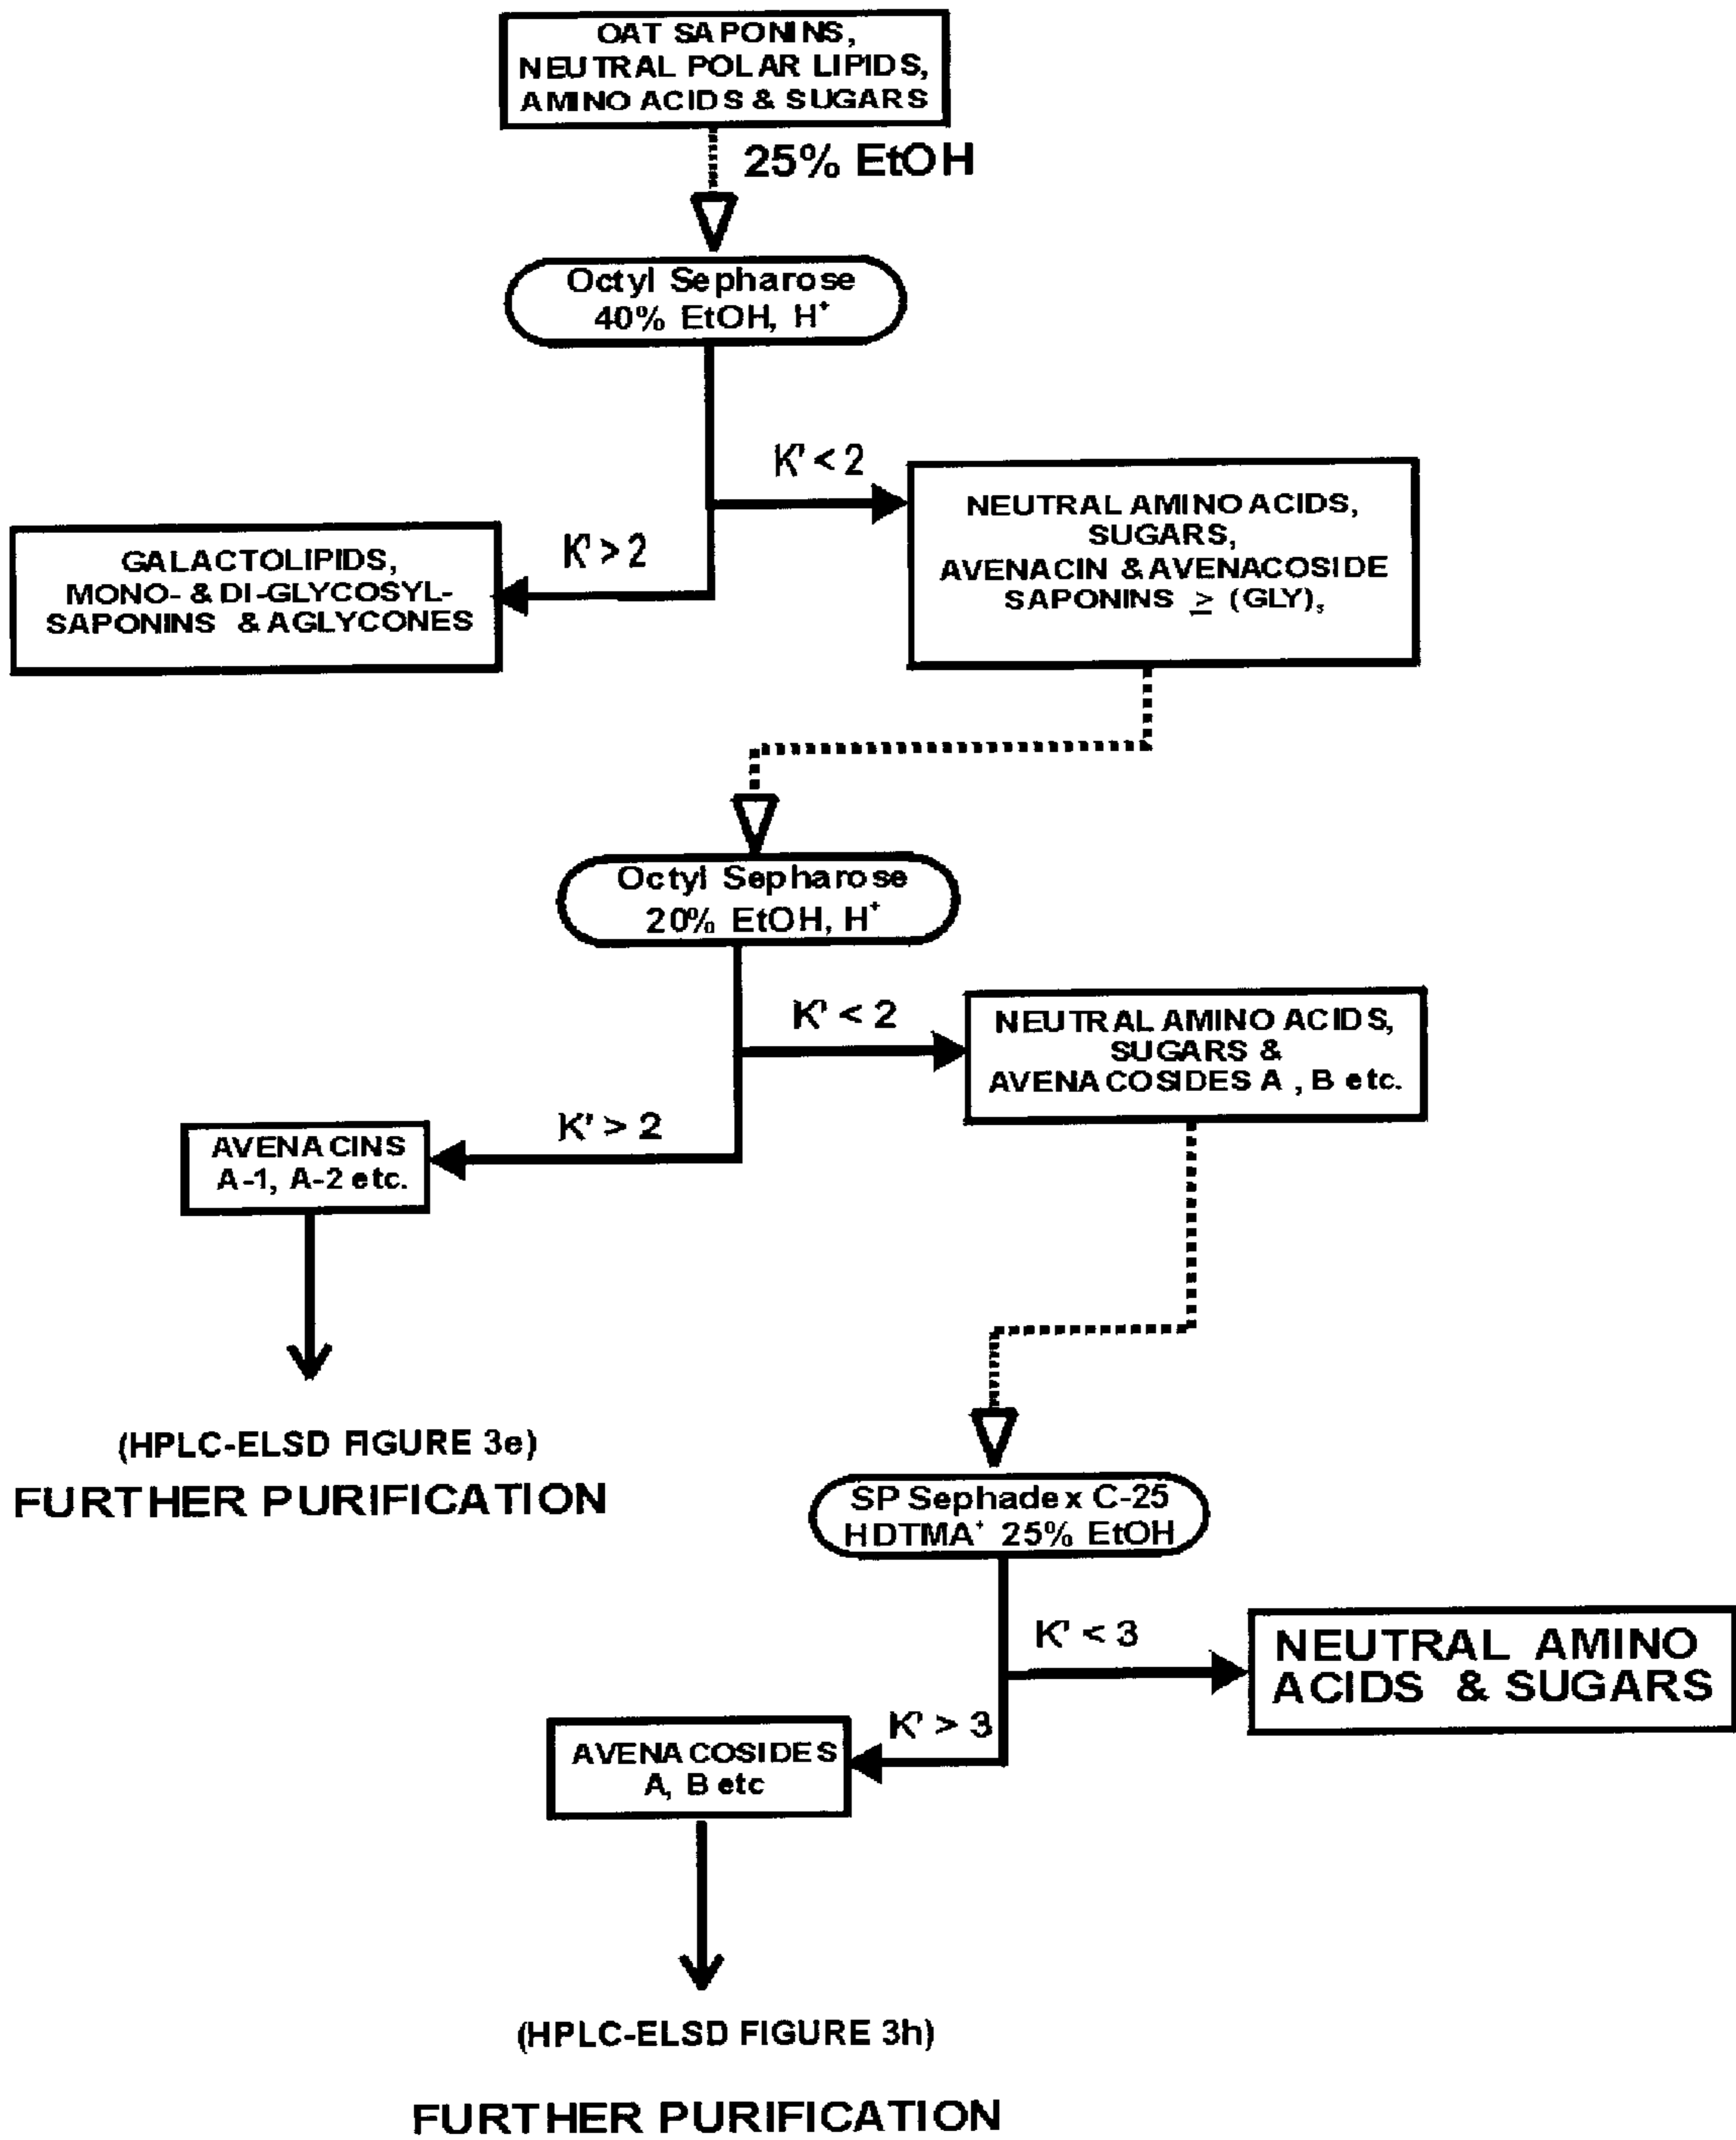 OAT SAPONINS,
NEUTRAL POLAR LIPIDS,
AMINO ACIDS & SUGARS
25% EtOH
Octyl Sepharose
40% EtOH, H⁺
K' < 2
K' > 2
NEUTRAL AMINO ACIDS,
SUGARS,
AVENACIN & AVENACOSIDE
SAPONINS ≥ (GLY)₃
GALACTOLIPIDS,
MONO- & DI-GLYCOSYL-
SAPONINS & AGLYCONES
Octyl Sepharose
20% EtOH, H⁺
K' < 2
NEUTRAL AMINO ACIDS,
SUGARS &
AVENACOSIDES A , B etc.
K' > 2
AVENACINS
A-1, A-2 etc.
(HPLC-ELSD FIGURE 3e)
FURTHER PURIFICATION
SP Sephadex C-25
HDTMA⁺ 25% EtOH
K' < 3
NEUTRAL AMINO
ACIDS & SUGARS
K' > 3
AVENACOSIDES
A, B etc
(HPLC-ELSD FIGURE 3h)
FURTHER PURIFICATION